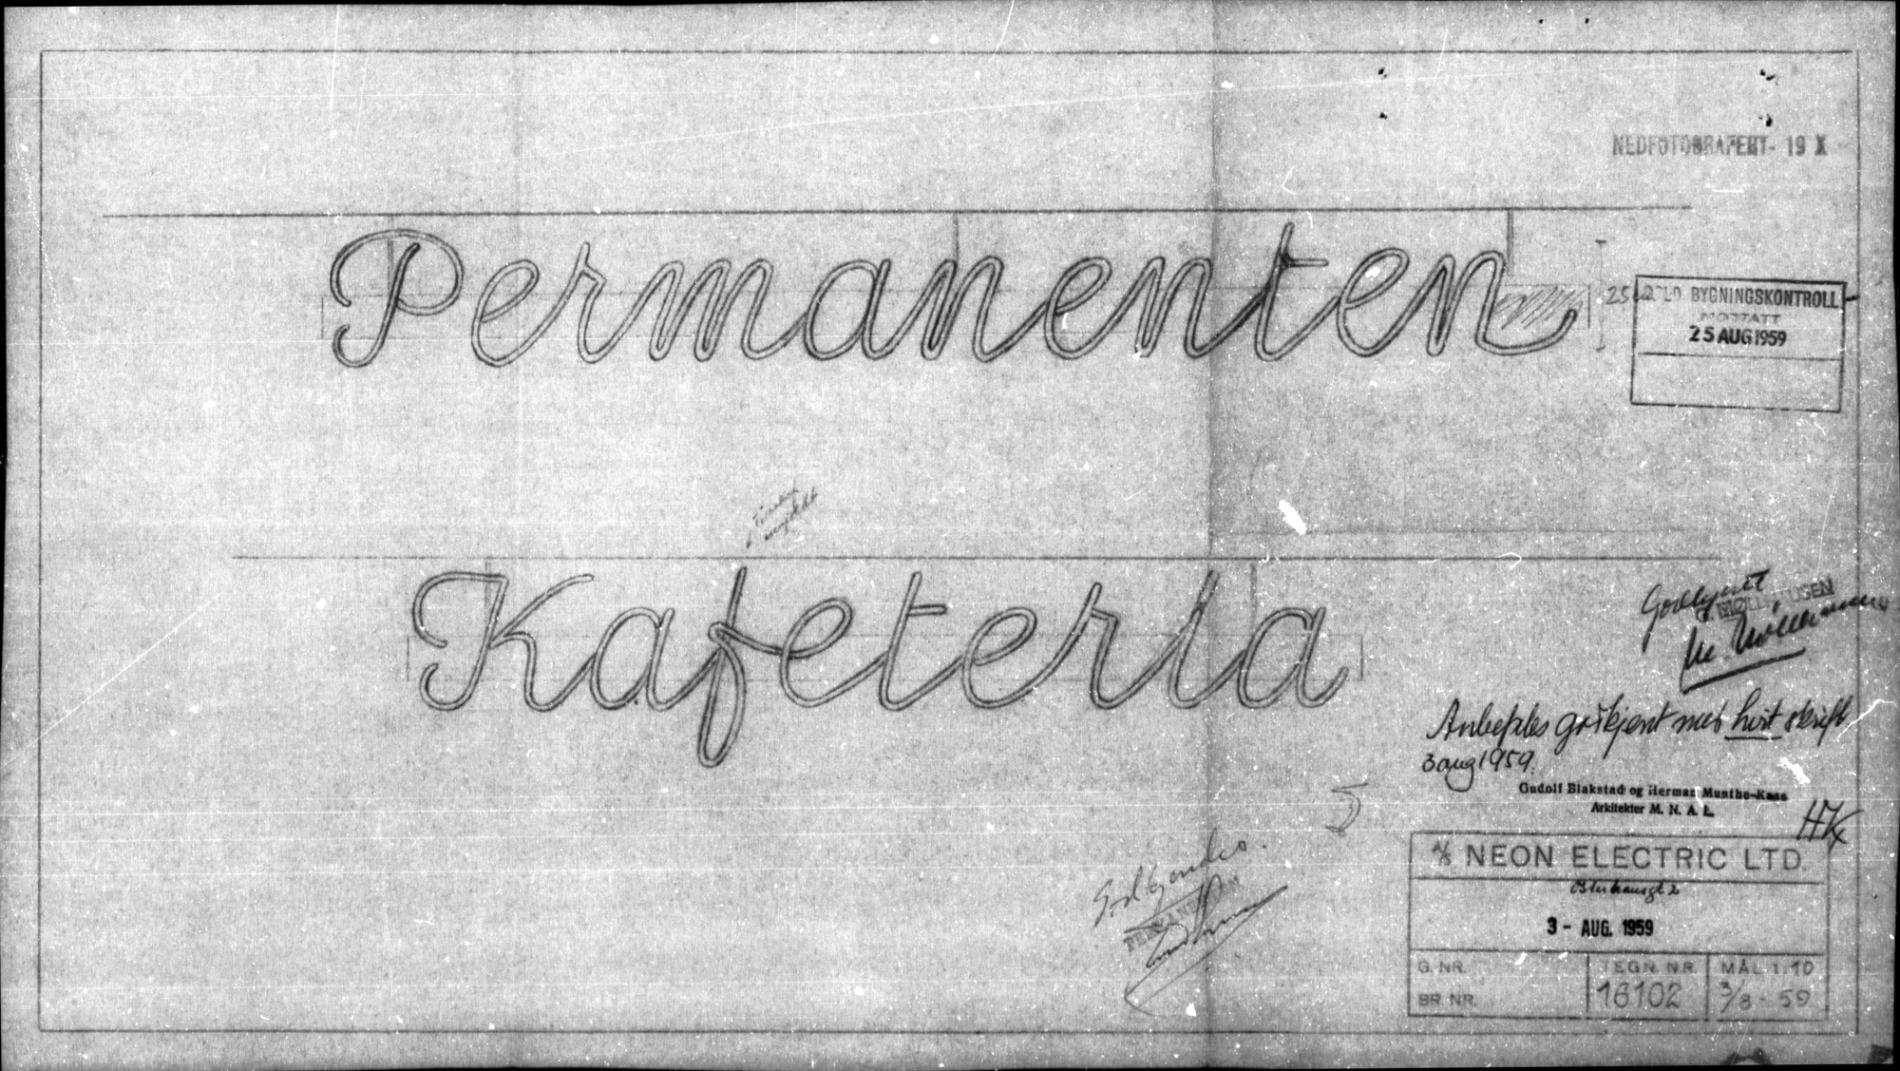 NEDFOTOGRAFERT- 19 X
Permanenten
BYGNINGSKONTROLL
MOTTATT
25 AUG 1959
Kafeteria
Godkjent
Anbefales godkjent med hvit skrift
3 aug 1959.
Gudolf Blakstad og Herman Munthe-Kaas
Arkitekter M. N. A. L.
HK
Godkjendes.
A/S NEON ELECTRIC LTD.
3 - AUG. 1959
G. NR.
TEGN. NR.
MÅL 1:10
BR. NR.
16102
3/8 - 59